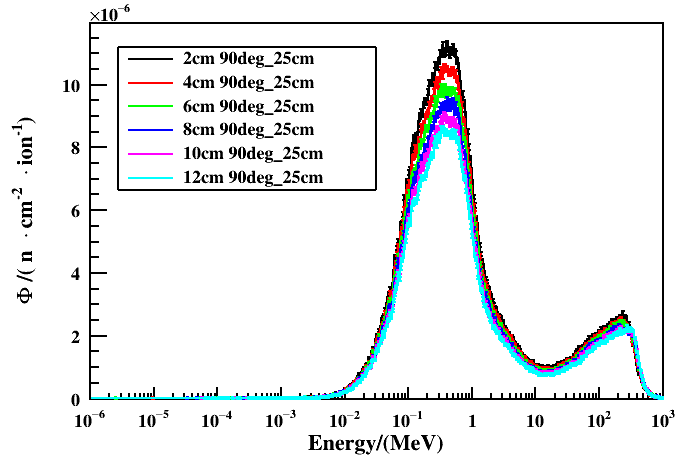 ×10⁻⁶
2cm 90deg_25cm
4cm 90deg_25cm
6cm 90deg_25cm
8cm 90deg_25cm
10cm 90deg_25cm
12cm 90deg_25cm
10
8
6
4
2
0
Φ /( n · cm⁻² · ion⁻¹)
10⁻⁶ 10⁻⁵ 10⁻⁴ 10⁻³ 10⁻² 10⁻¹ 1 10 10² 10³
Energy/(MeV)